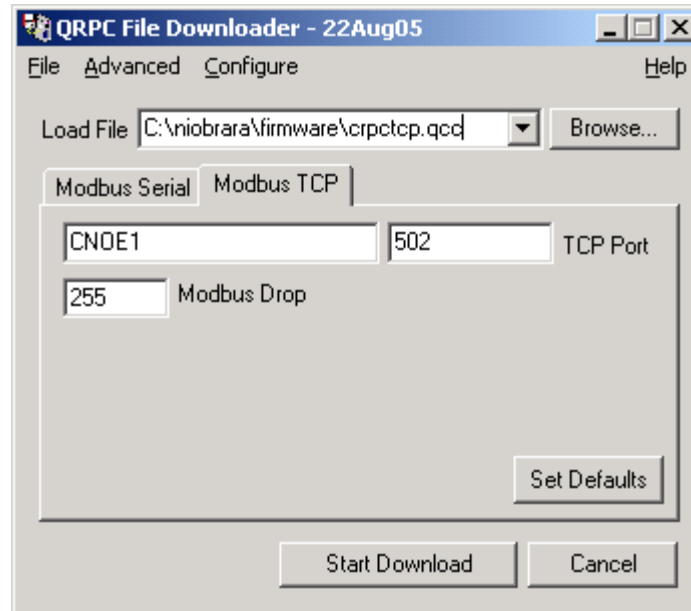 QRPC File Downloader - 22Aug05
File Advanced Configure Help
Load File C:\niobrara\firmware\crpctcp.qcc Browse...
Modbus Serial Modbus TCP
CNOE1 502 TCP Port
255 Modbus Drop
Set Defaults
Start Download Cancel